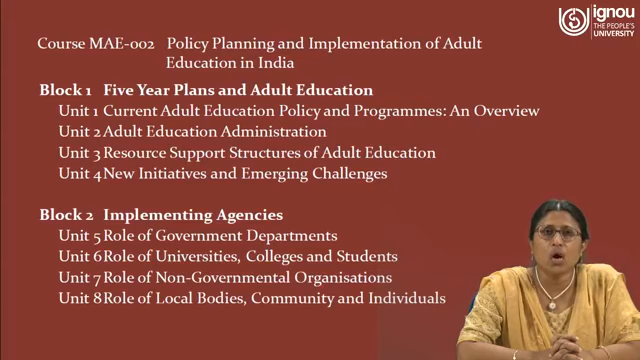 ignou
THE PEOPLE'S
UNIVERSITY
Course MAE-002 Policy Planning and Implementation of Adult
Education in India
Block 1 Five Year Plans and Adult Education
Unit 1 Current Adult Education Policy and Programmes: An Overview
Unit 2 Adult Education Administration
Unit 3 Resource Support Structures of Adult Education
Unit 4 New Initiatives and Emerging Challenges
Block 2 Implementing Agencies
Unit 5 Role of Government Departments
Unit 6 Role of Universities, Colleges and Students
Unit 7 Role of Non-Governmental Organisations
Unit 8 Role of Local Bodies, Community and Individuals